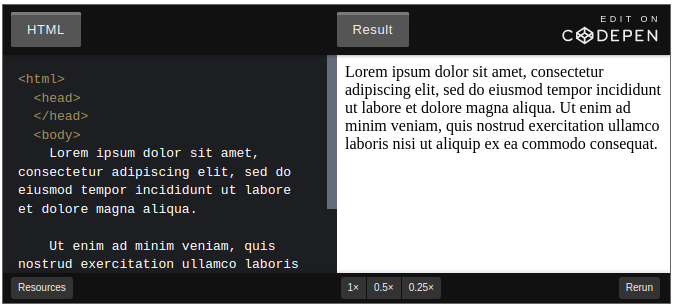 HTML
Result
EDIT ON
CODEPEN
<html>
<head>
</head>
<body>
Lorem ipsum dolor sit amet,
consectetur adipiscing elit, sed do
eiusmod tempor incididunt ut labore
et dolore magna aliqua.
Ut enim ad minim veniam, quis
nostrud exercitation ullamco laboris
Lorem ipsum dolor sit amet, consectetur
adipiscing elit, sed do eiusmod tempor incididunt
ut labore et dolore magna aliqua. Ut enim ad
minim veniam, quis nostrud exercitation ullamco
laboris nisi ut aliquip ex ea commodo consequat.
Resources
1× 0.5× 0.25×
Rerun